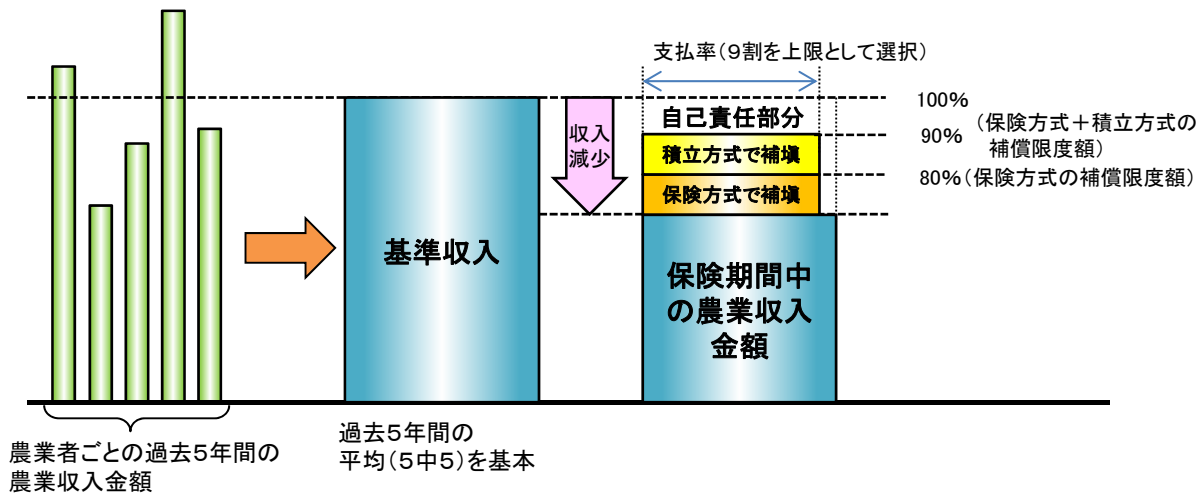 支払率(9割を上限として選択)
100%
自己責任部分
90%
(保険方式+積立方式の
補償限度額)
収入
減少
積立方式で補塡
80%(保険方式の補償限度額)
保険方式で補塡
基準収入
保険期間中
の農業収入
金額
農業者ごとの過去5年間の
農業収入金額
過去5年間の
平均(5中5)を基本